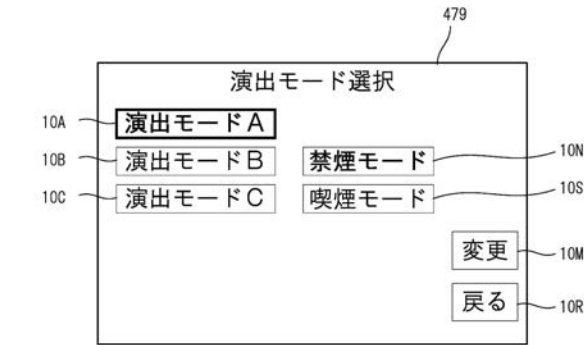 479
演出モード選択
10A 演出モードA
10B 演出モードB 禁煙モード 10N
10C 演出モードC 喫煙モード 10S
変更 10M
戻る 10R